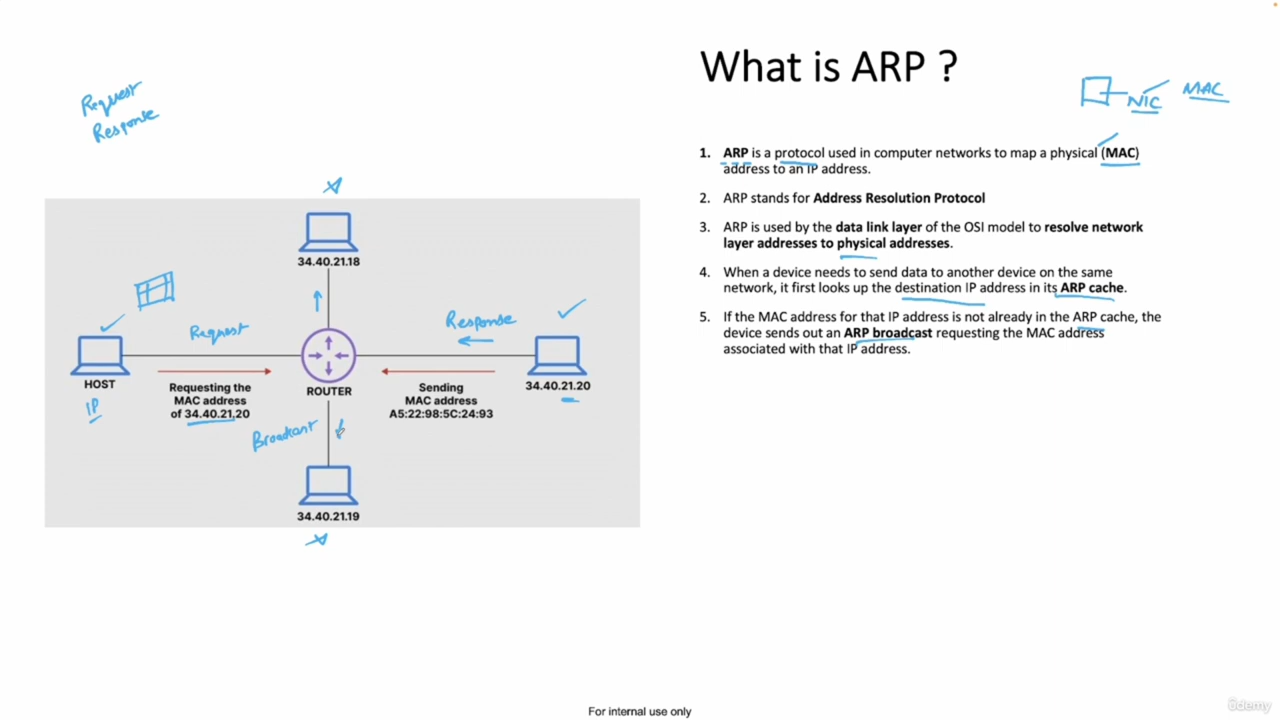 What is ARP ?
NIC
MAC
Request
Response
1. ARP is a protocol used in computer networks to map a physical (MAC)
address to an IP address.
2. ARP stands for Address Resolution Protocol
3. ARP is used by the data link layer of the OSI model to resolve network
layer addresses to physical addresses.
4. When a device needs to send data to another device on the same
network, it first looks up the destination IP address in its ARP cache.
5. If the MAC address for that IP address is not already in the ARP cache, the
device sends out an ARP broadcast requesting the MAC address
associated with that IP address.
34.40.21.18
Request
Response
HOST
IP
ROUTER
34.40.21.20
Requesting the
MAC address
of 34.40.21.20
Sending
MAC address
A5:22:98:5C:24:93
Broadcast
34.40.21.19
For internal use only
ûdemy